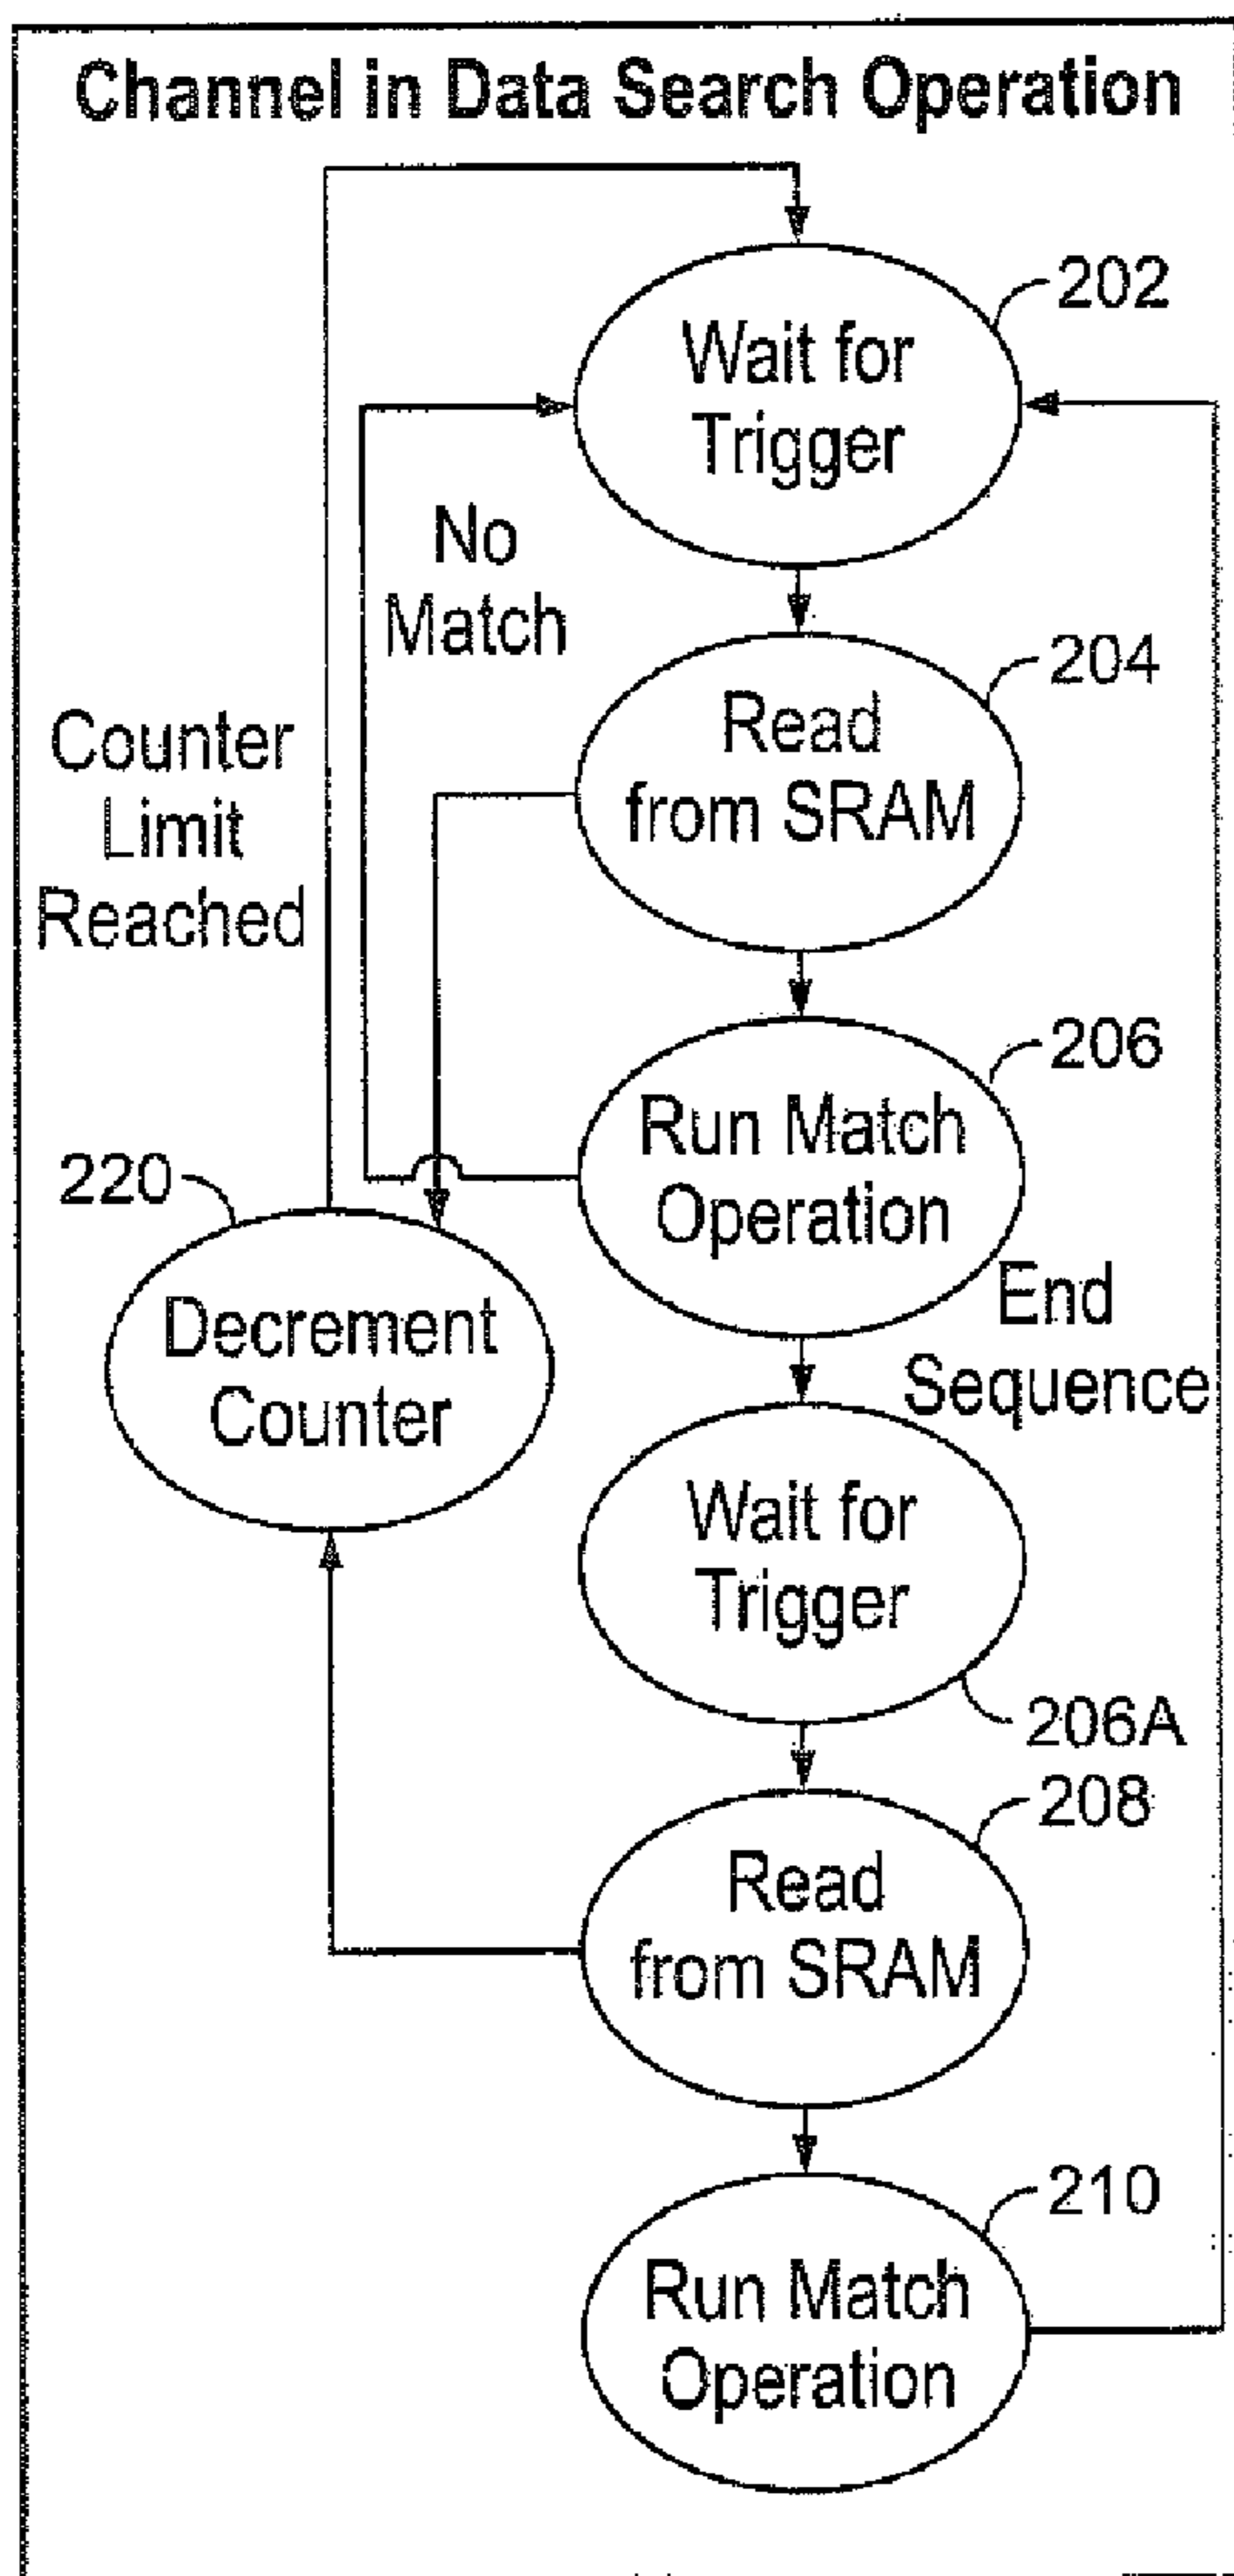 Channel in Data Search Operation
202
Wait for
Trigger
No
Match
204
Read
from SRAM
Counter
Limit
Reached
206
Run Match
Operation
220
Decrement
Counter
End
Sequence
Wait for
Trigger
206A
208
Read
from SRAM
210
Run Match
Operation